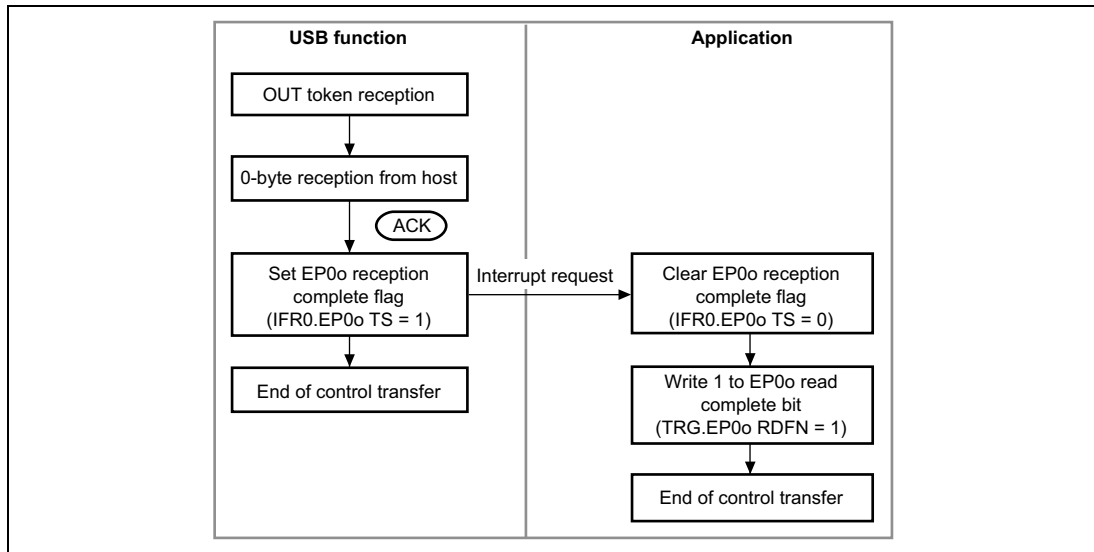 USB function
Application
OUT token reception
0-byte reception from host
ACK
Set EP0o reception
complete flag
(IFR0.EP0o TS = 1)
Interrupt request
Clear EP0o reception
complete flag
(IFR0.EP0o TS = 0)
End of control transfer
Write 1 to EP0o read
complete bit
(TRG.EP0o RDFN = 1)
End of control transfer